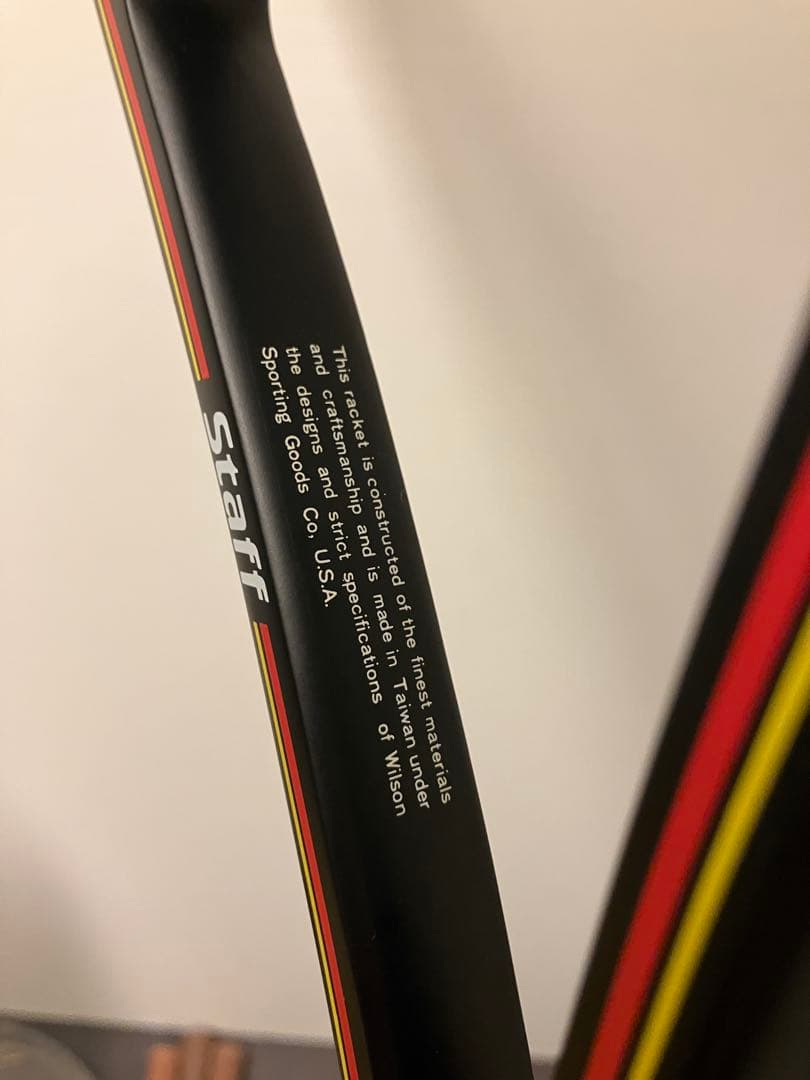 This racket is constructed of the finest materials
and craftsmanship and is made in Taiwan under
the designs and strict specifications of Wilson
Sporting Goods Co, U.S.A.
Staff